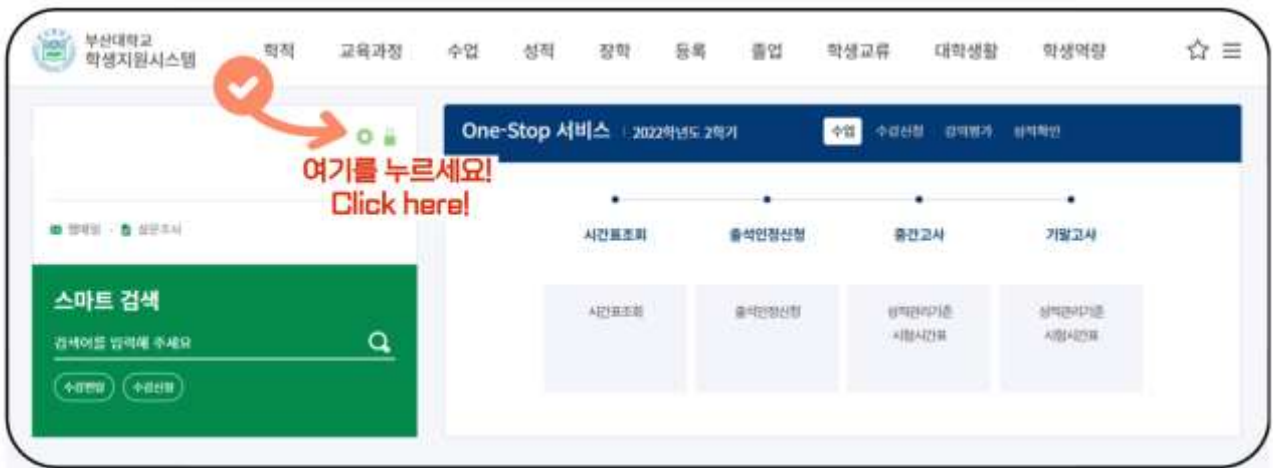 부산대학교
학생지원시스템
학적 교육과정 수업 성적 장학 등록 졸업 학생교류 대학생활 학생역량
One-Stop 서비스 2022학년도 2학기 수업 수강신청 강의평가 성적확인
여기를 누르세요!
Click here!
웹메일 설문조사
시간표조회 출석인정신청 중간고사 기말고사
스마트 검색
검색어를 입력해 주세요
수강편람 수강신청
시간표조회 출석인정신청 성적관리기준 성적관리기준
시험시간표 시험시간표